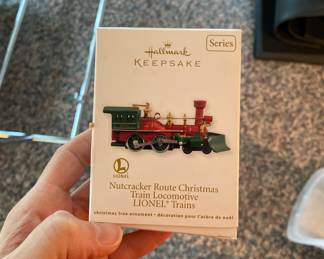 Series
Hallmark
KEEPSAKE
LIONEL
Nutcracker Route Christmas
Train Locomotive
LIONEL® Trains
christmas tree ornament • décoration pour l'arbre de noël